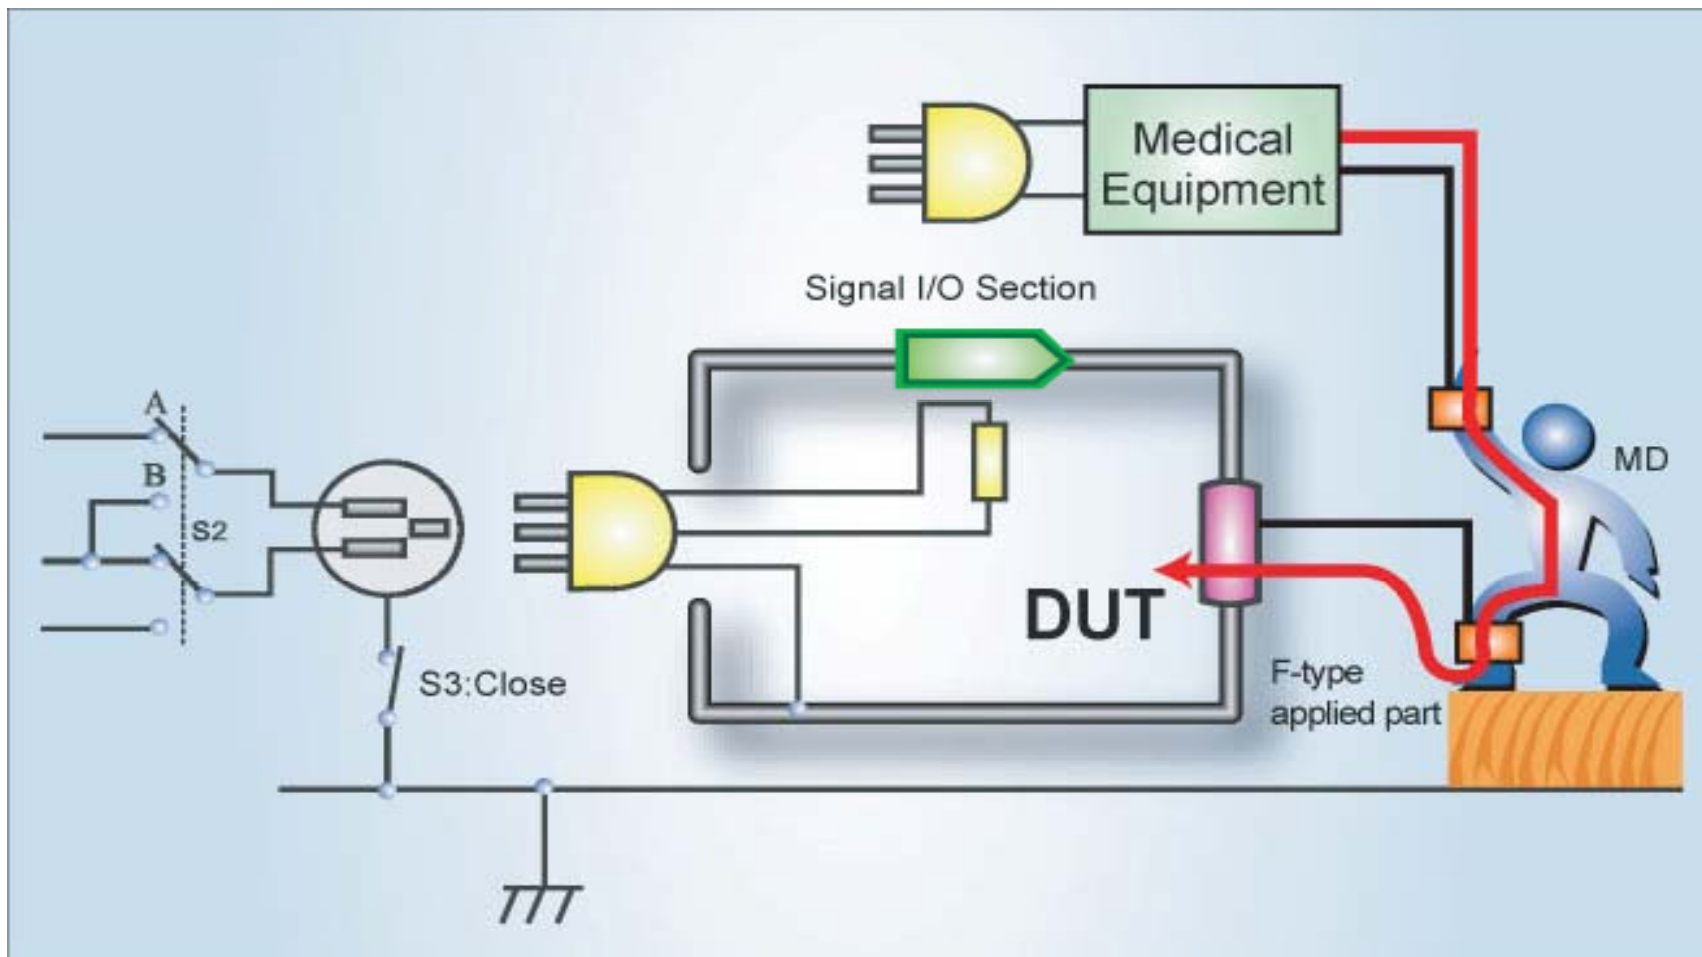 Medical
Equipment
Signal I/O Section
A
B
S2
MD
DUT
S3:Close
F-type
applied part